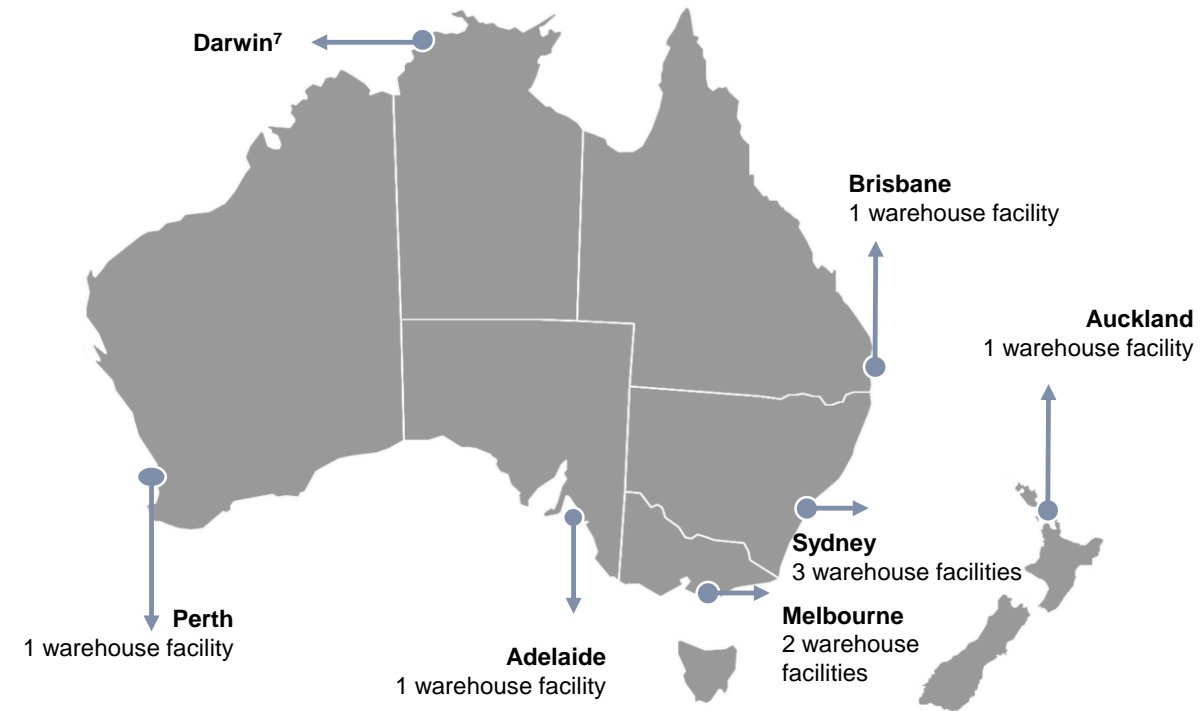 Darwin⁷
Brisbane
1 warehouse facility
Auckland
1 warehouse facility
Sydney
3 warehouse facilities
Melbourne
2 warehouse
facilities
Perth
1 warehouse facility
Adelaide
1 warehouse facility